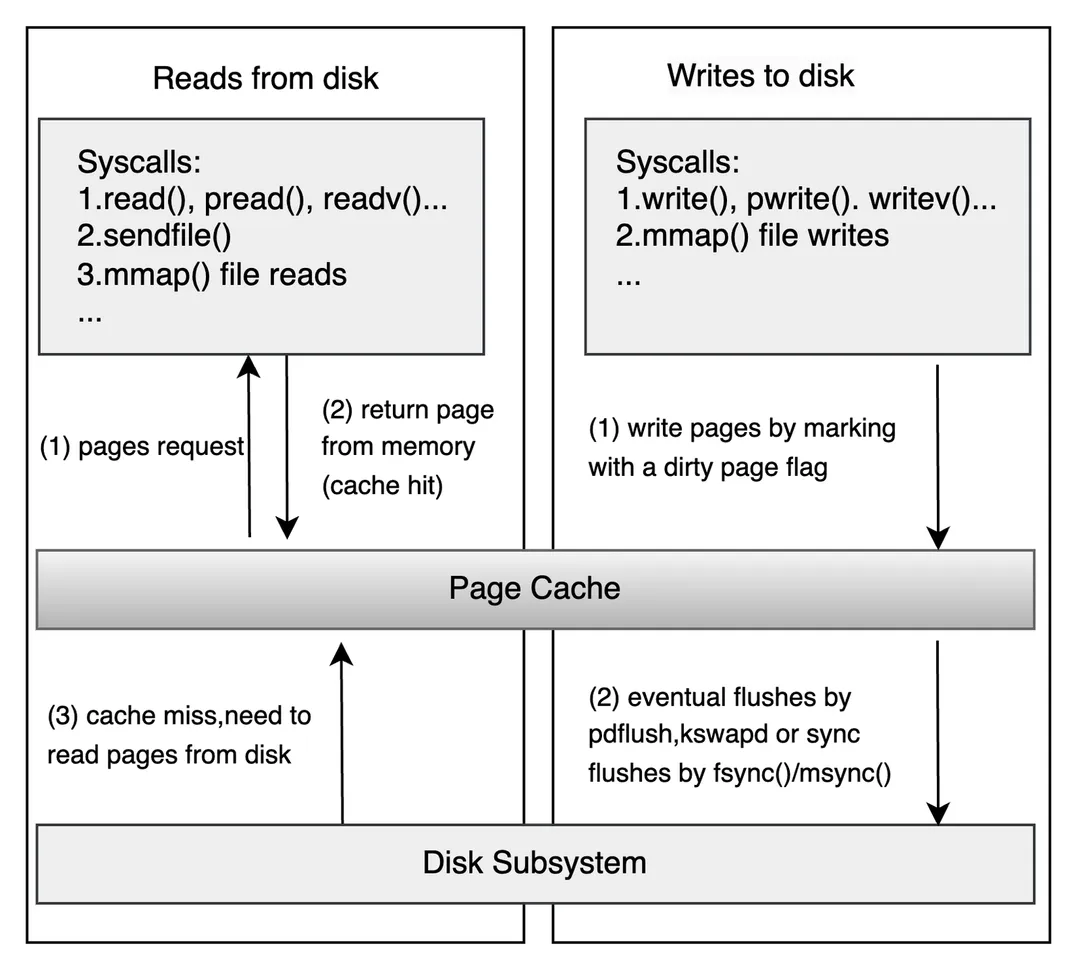 Reads from disk
Syscalls:
1.read(), pread(), readv()...
2.sendfile()
3.mmap() file reads
...
(1) pages request
(2) return page
from memory
(cache hit)
Writes to disk
Syscalls:
1.write(), pwrite(). writev()...
2.mmap() file writes
...
(1) write pages by marking
with a dirty page flag
Page Cache
(3) cache miss,need to
read pages from disk
(2) eventual flushes by
pdflush,kswapd or sync
flushes by fsync()/msync()
Disk Subsystem